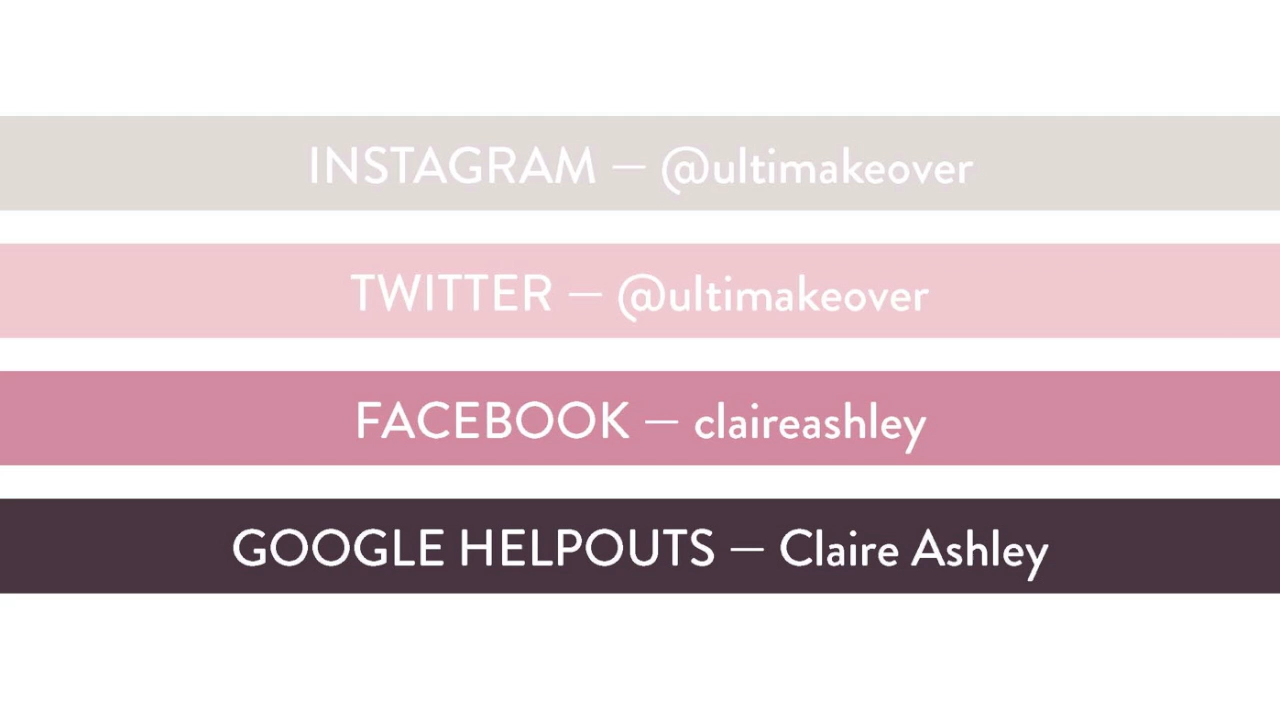 INSTAGRAM — @ultimakeover
TWITTER — @ultimakeover
FACEBOOK — claireashley
GOOGLE HELPOUTS — Claire Ashley